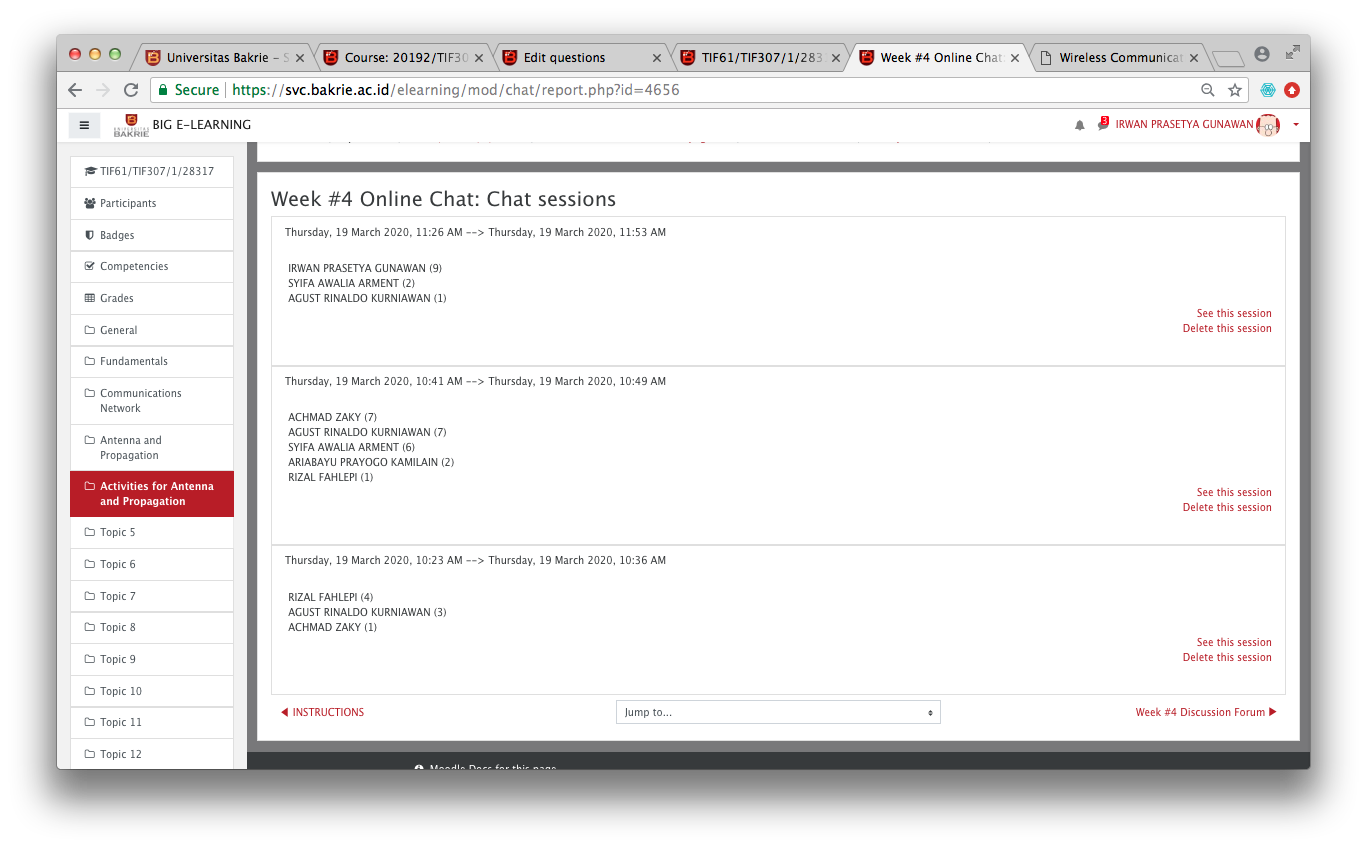 Universitas Bakrie – S
Course: 20192/TIF30
Edit questions
TIF61/TIF307/1/283
Week #4 Online Chat:
Wireless Communicat
Secure https://svc.bakrie.ac.id/elearning/mod/chat/report.php?id=4656
UNIVERSITAS
BAKRIE
BIG E-LEARNING
3
IRWAN PRASETYA GUNAWAN
TIF61/TIF307/1/28317
Participants
Badges
Competencies
Grades
General
Fundamentals
Communications
Network
Antenna and
Propagation
Activities for Antenna
and Propagation
Topic 5
Topic 6
Topic 7
Topic 8
Topic 9
Topic 10
Topic 11
Topic 12
Week #4 Online Chat: Chat sessions
Thursday, 19 March 2020, 11:26 AM --> Thursday, 19 March 2020, 11:53 AM
IRWAN PRASETYA GUNAWAN (9)
SYIFA AWALIA ARMENT (2)
AGUST RINALDO KURNIAWAN (1)
See this session
Delete this session
Thursday, 19 March 2020, 10:41 AM --> Thursday, 19 March 2020, 10:49 AM
ACHMAD ZAKY (7)
AGUST RINALDO KURNIAWAN (7)
SYIFA AWALIA ARMENT (6)
ARIABAYU PRAYOGO KAMILAIN (2)
RIZAL FAHLEPI (1)
See this session
Delete this session
Thursday, 19 March 2020, 10:23 AM --> Thursday, 19 March 2020, 10:36 AM
RIZAL FAHLEPI (4)
AGUST RINALDO KURNIAWAN (3)
ACHMAD ZAKY (1)
See this session
Delete this session
◀ INSTRUCTIONS
Jump to...
Week #4 Discussion Forum ▶
Moodle Docs for this page